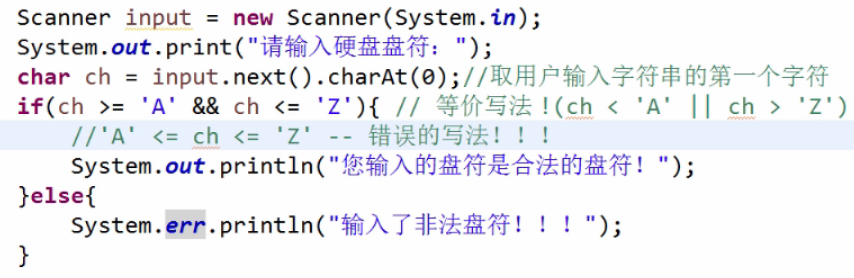 Scanner input = new Scanner(System.in);
System.out.print("请输入硬盘盘符：");
char ch = input.next().charAt(0);//取用户输入字符串的第一个字符
if(ch >= 'A' && ch <= 'Z'){ // 等价写法！(ch < 'A' || ch > 'Z')
//'A' <= ch <= 'Z' -- 错误的写法！！！
System.out.println("您输入的盘符是合法的盘符！");
}else{
System.err.println("输入了非法盘符！！！");
}